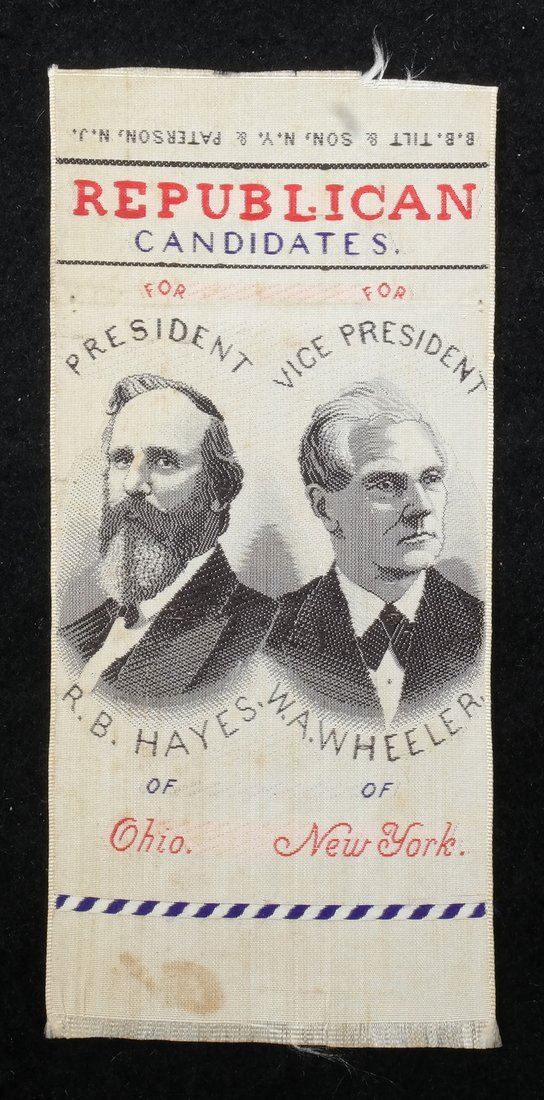 B.B. TILT & SON, N.Y. & PATERSON, N.J.
REPUBLICAN
CANDIDATES.
FOR FOR
PRESIDENT VICE PRESIDENT
R. B. HAYES. W. A. WHEELER.
OF OF
Ohio. New York.